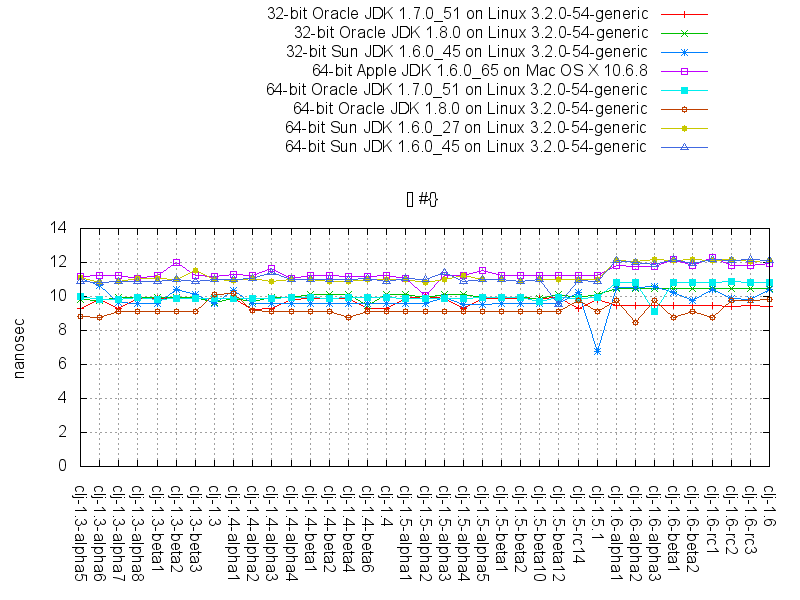 32-bit Oracle JDK 1.7.0_51 on Linux 3.2.0-54-generic
32-bit Oracle JDK 1.8.0 on Linux 3.2.0-54-generic
32-bit Sun JDK 1.6.0_45 on Linux 3.2.0-54-generic
64-bit Apple JDK 1.6.0_65 on Mac OS X 10.6.8
64-bit Oracle JDK 1.7.0_51 on Linux 3.2.0-54-generic
64-bit Oracle JDK 1.8.0 on Linux 3.2.0-54-generic
64-bit Sun JDK 1.6.0_27 on Linux 3.2.0-54-generic
64-bit Sun JDK 1.6.0_45 on Linux 3.2.0-54-generic
[] #{}
14
12
10
8
6
4
2
0
nanosec
clj-1.3-alpha5
clj-1.3-alpha6
clj-1.3-alpha7
clj-1.3-alpha8
clj-1.3-beta1
clj-1.3-beta2
clj-1.3-beta3
clj-1.3
clj-1.4-alpha1
clj-1.4-alpha2
clj-1.4-alpha3
clj-1.4-alpha4
clj-1.4-beta1
clj-1.4-beta2
clj-1.4-beta4
clj-1.4-beta6
clj-1.4
clj-1.5-alpha1
clj-1.5-alpha2
clj-1.5-alpha3
clj-1.5-alpha4
clj-1.5-alpha5
clj-1.5-beta1
clj-1.5-beta2
clj-1.5-beta10
clj-1.5-beta12
clj-1.5-rc14
clj-1.5.1
clj-1.6-alpha1
clj-1.6-alpha2
clj-1.6-alpha3
clj-1.6-beta1
clj-1.6-beta2
clj-1.6-rc1
clj-1.6-rc2
clj-1.6-rc3
clj-1.6